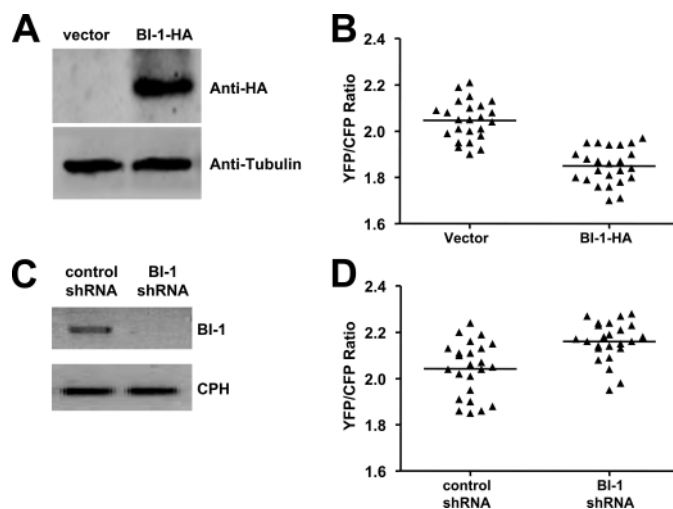 A
vector BI-1-HA
Anti-HA
Anti-Tubulin
B
2.4
2.2
2.0
1.8
1.6
YFP/CFP Ratio
Vector BI-1-HA
C
control BI-1
shRNA shRNA
BI-1
CPH
D
2.4
2.2
2.0
1.8
1.6
YFP/CFP Ratio
control BI-1
shRNA shRNA